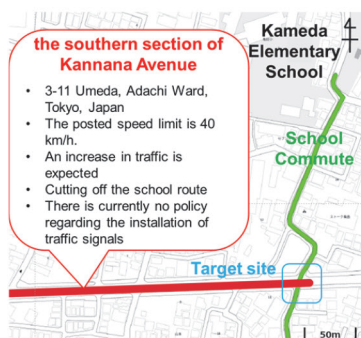 the southern section of
Kannana Avenue
• 3-11 Umeda, Adachi Ward,
Tokyo, Japan
• The posted speed limit is 40
km/h.
• An increase in traffic is
expected
• Cutting off the school route
• There is currently no policy
regarding the installation of
traffic signals
Kameda
Elementary
School
4
School
Commute
Target site
50m